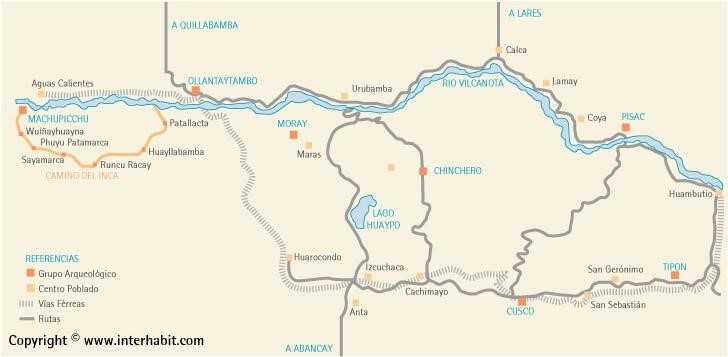 A QUILLABAMBA
A LARES
Calca
Aguas Calientes
OLLANTAYTAMBO
Urubamba
RIO VILCANOTA
Lamay
MACHUPICCHU
Patallacta
MORAY
Coya
PISAC
Wuiñayhuayna
Phuyu Patamarca
Huayllabamba
Maras
Sayamarca
Runcu Racay
CAMINO DEL INCA
CHINCHERO
Huambutio
LAGO
HUAYPO
REFERENCIAS
Grupo Arqueológico
Centro Poblado
Vías Férreas
Rutas
Huarocondo
Izcuchaca
Cachimayo
San Gerónimo
TIPON
Anta
CUSCO
San Sebastián
A ABANCAY
Copyright © www.interhabit.com